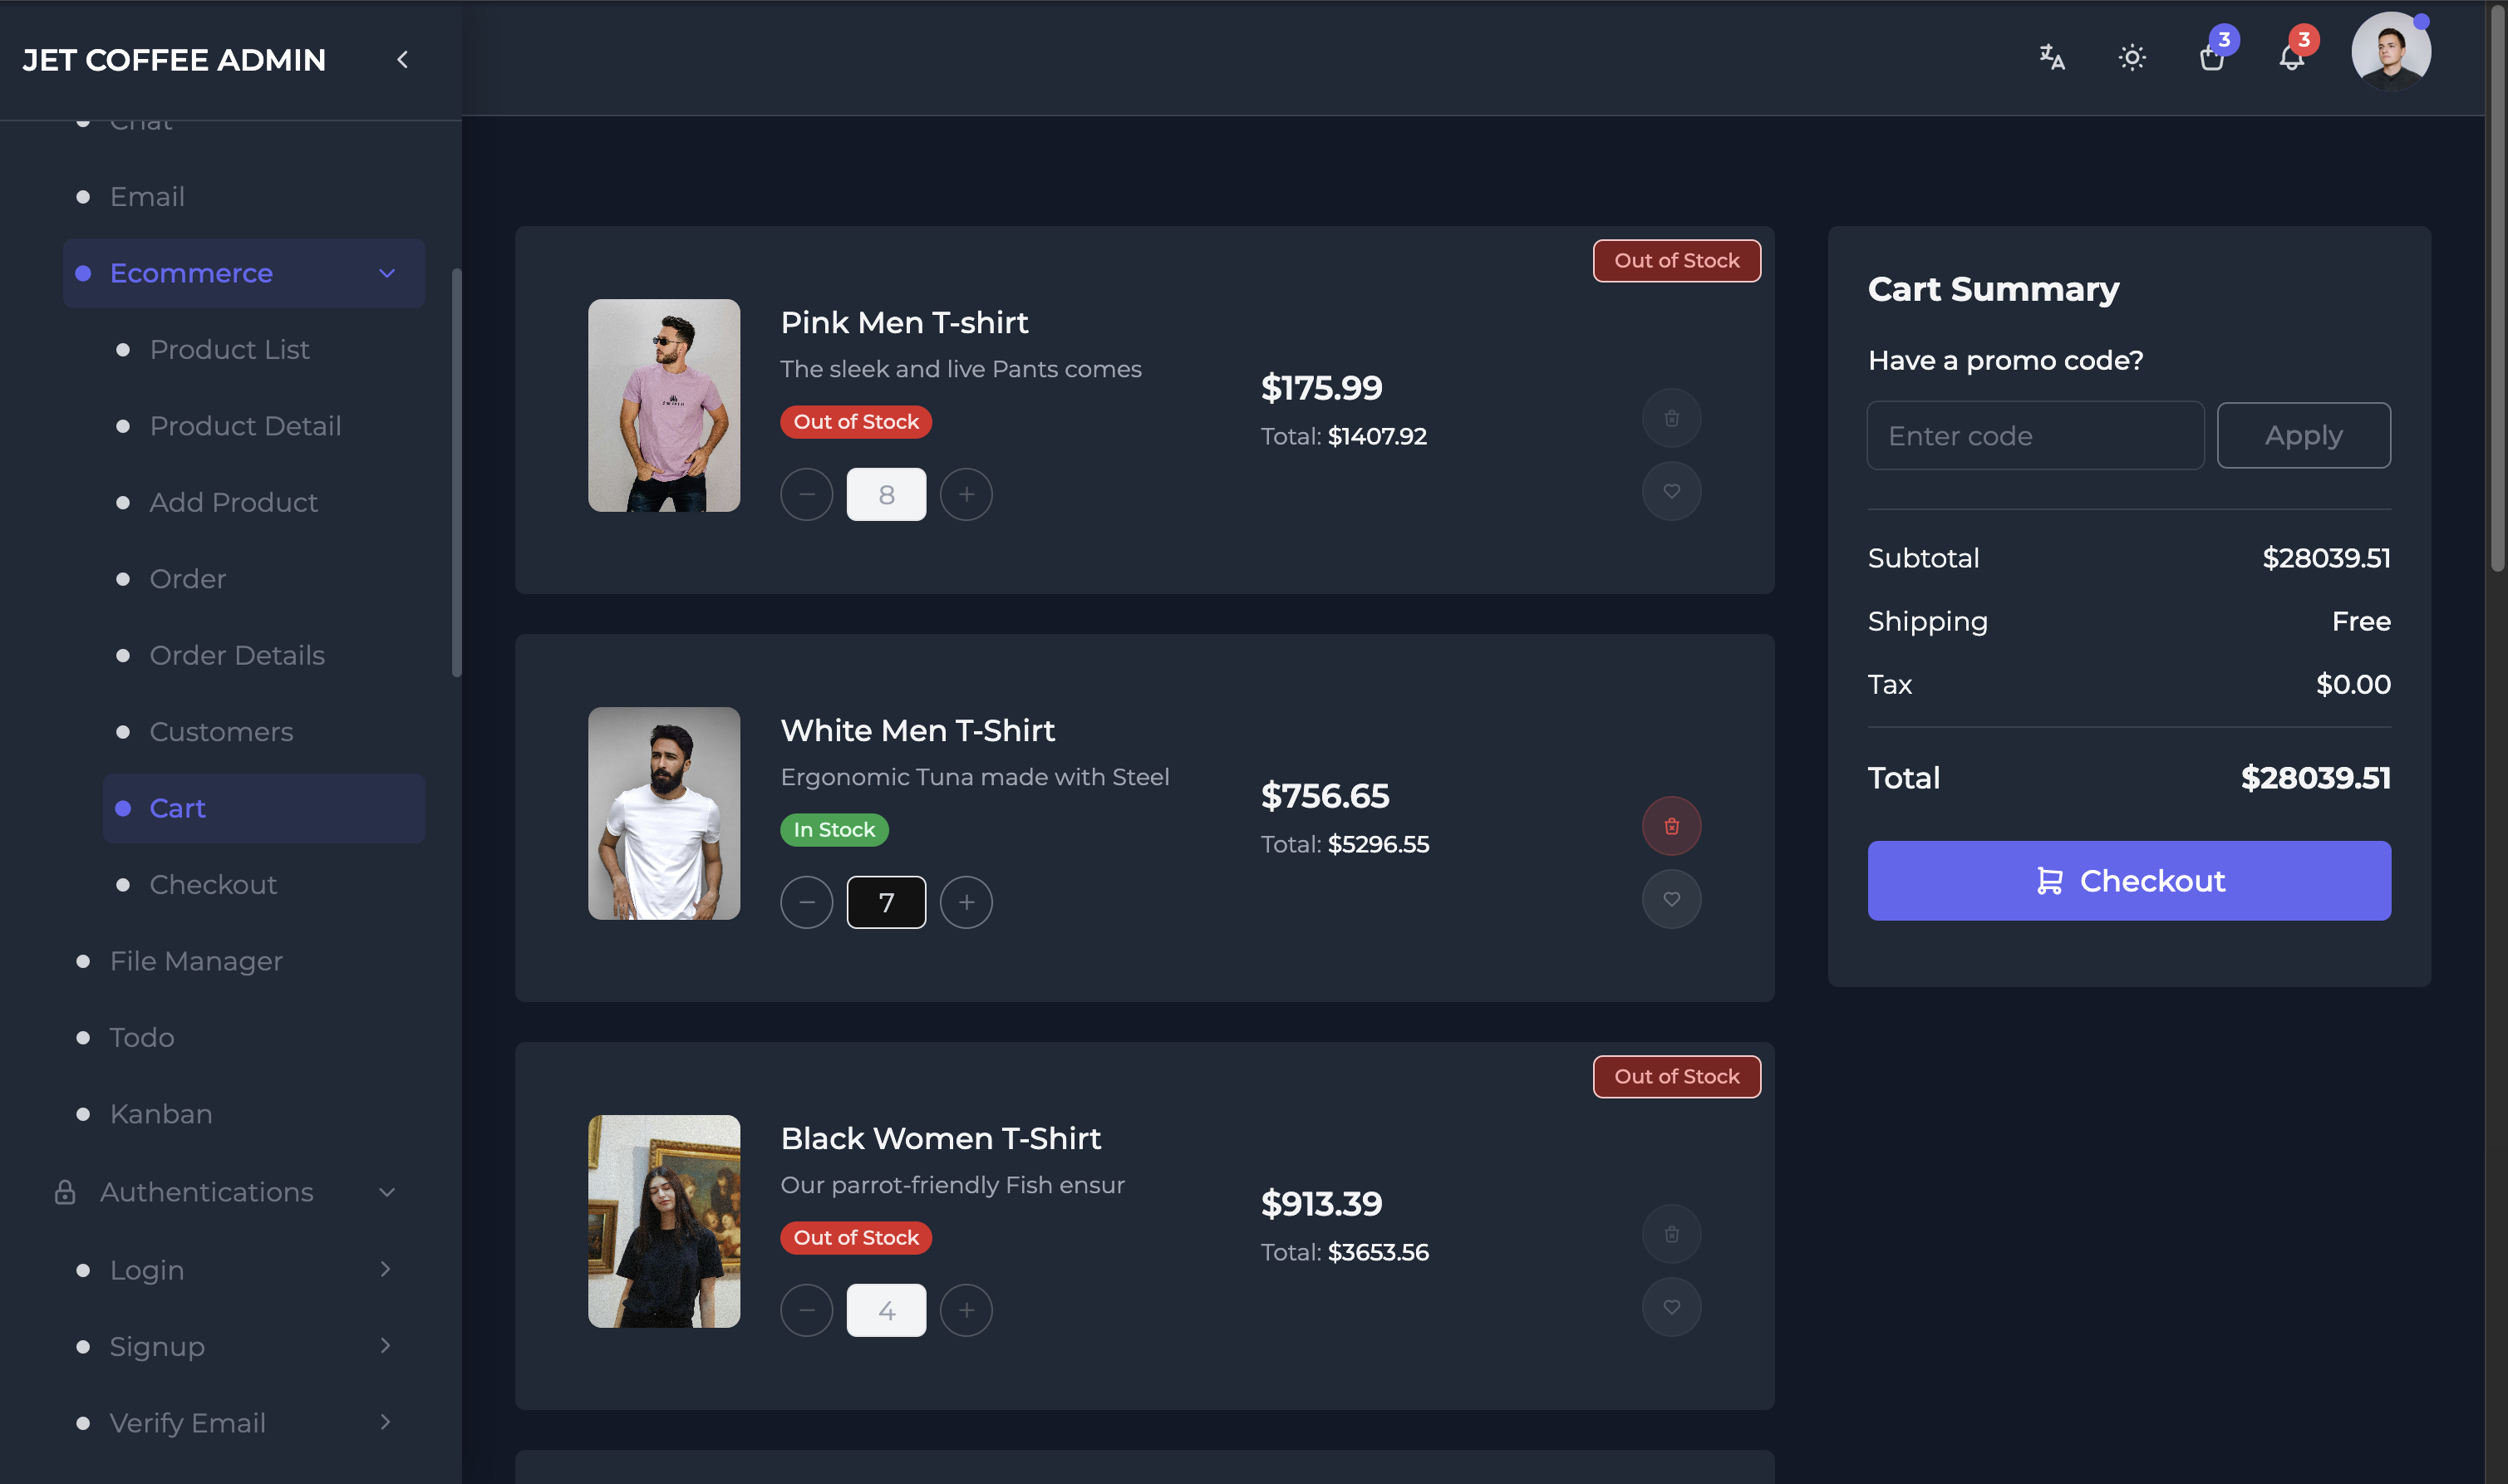 JET COFFEE ADMIN
3
3
Chat
Email
Ecommerce
Product List
Product Detail
Add Product
Order
Order Details
Customers
Cart
Checkout
File Manager
Todo
Kanban
Authentications
Login
Signup
Verify Email
Out of Stock
Pink Men T-shirt
The sleek and live Pants comes
Out of Stock
8
$175.99
Total: $1407.92
White Men T-Shirt
Ergonomic Tuna made with Steel
In Stock
7
$756.65
Total: $5296.55
Out of Stock
Black Women T-Shirt
Our parrot-friendly Fish ensur
Out of Stock
4
$913.39
Total: $3653.56
Cart Summary
Have a promo code?
Enter code Apply
Subtotal $28039.51
Shipping Free
Tax $0.00
Total $28039.51
Checkout